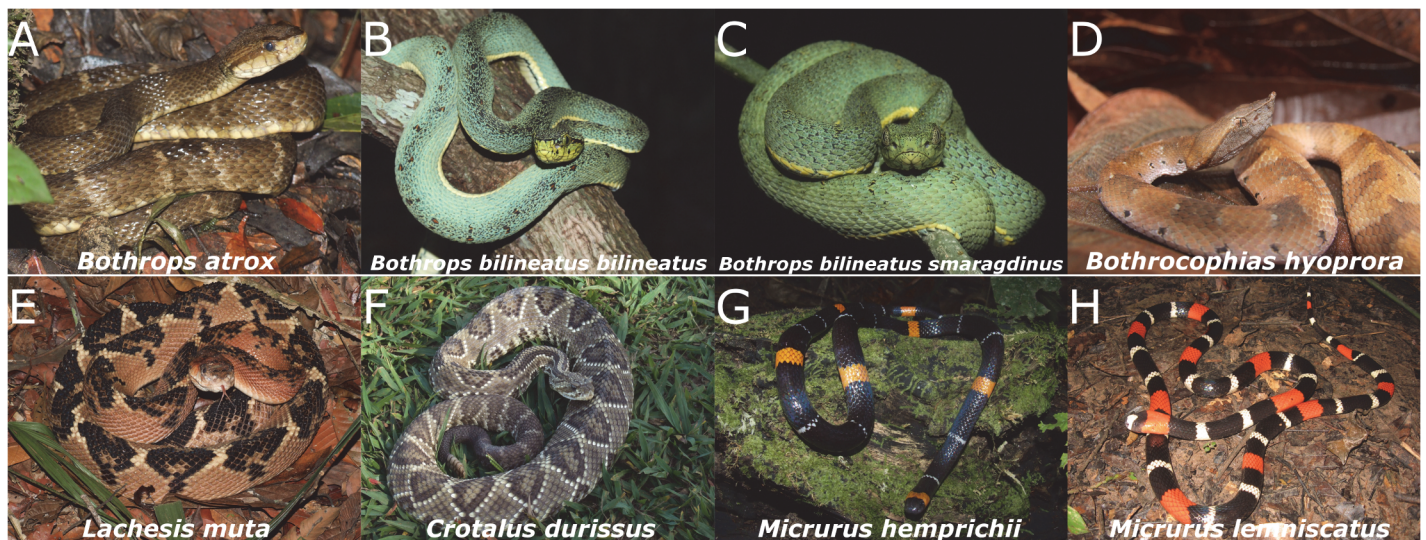 A
B
C
D
Bothrops atrox
Bothrops bilineatus bilineatus
Bothrops bilineatus smaragdinus
Bothrocophias hyoprora
E
F
G
H
Lachesis muta
Crotalus durissus
Micrurus hemprichii
Micrurus lemniscatus